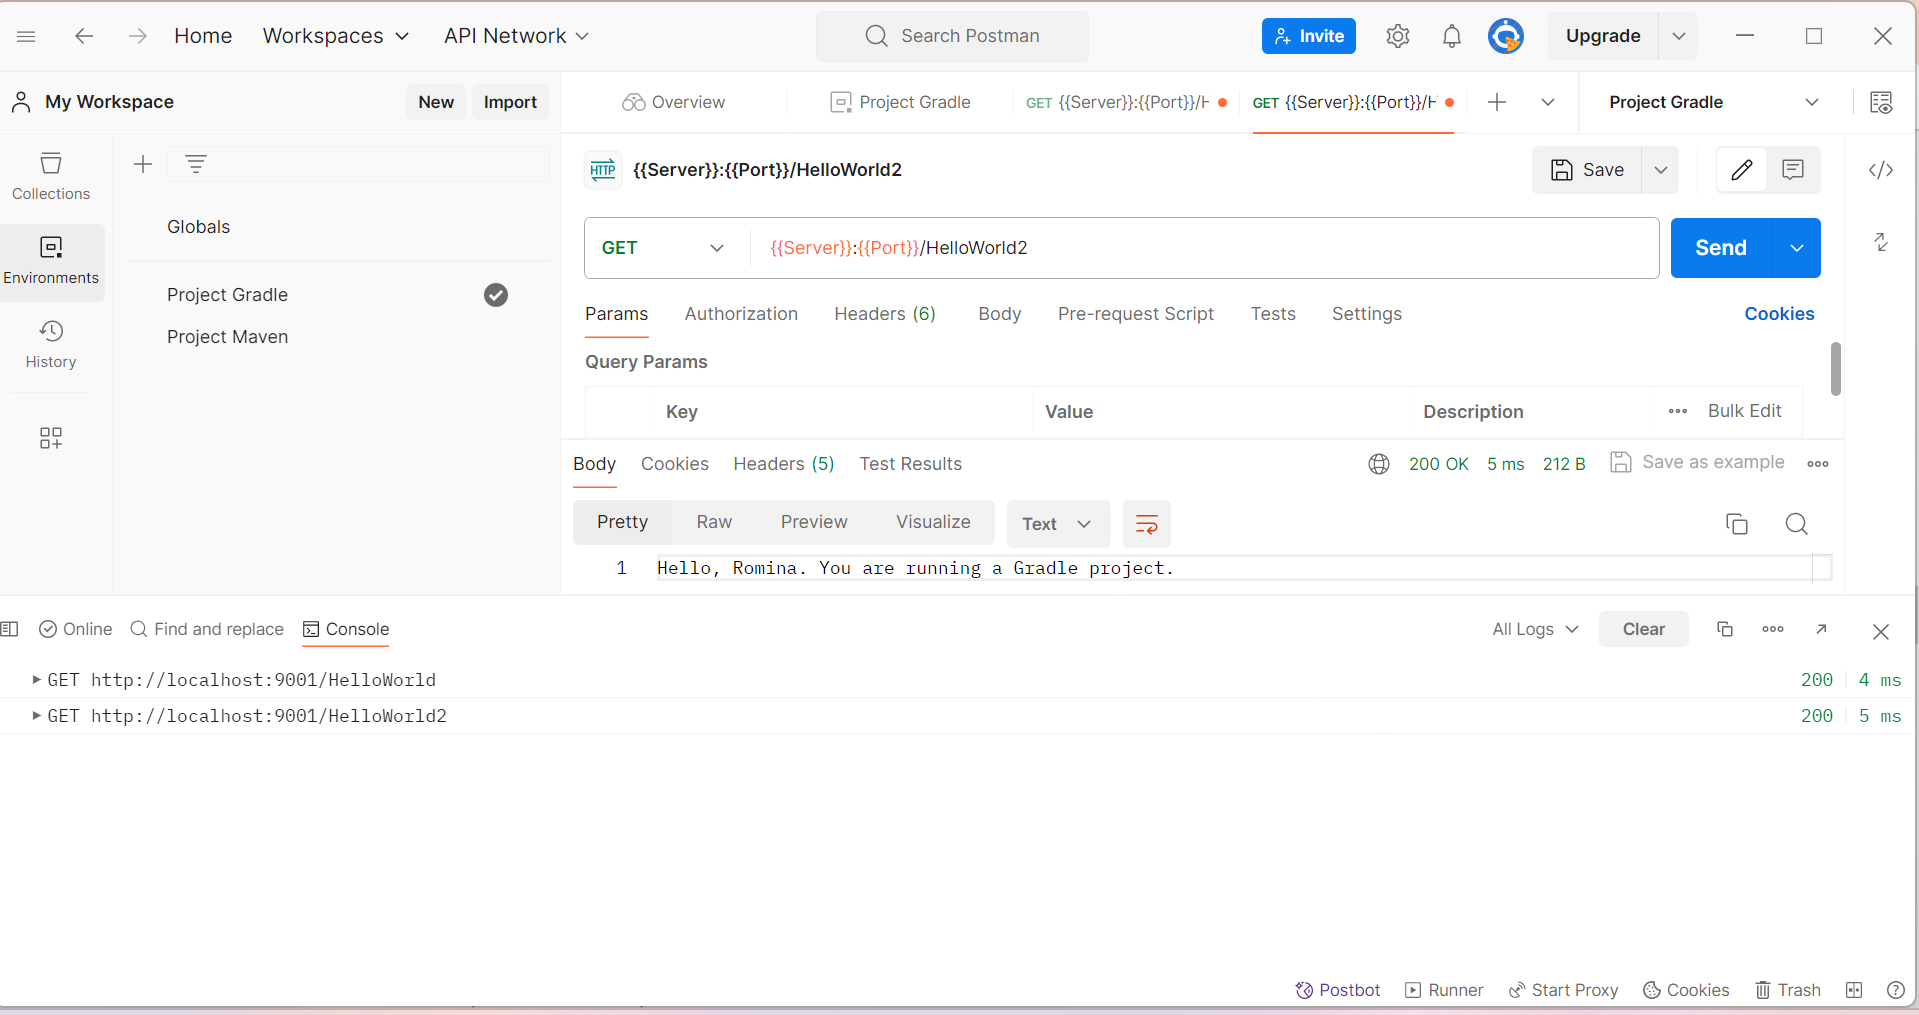 Home Workspaces API Network Search Postman Invite Upgrade
My Workspace New Import Overview Project Gradle GET {{Server}}:{{Port}}/H GET {{Server}}:{{Port}}/H Project Gradle
Collections
Environments
History
Globals
Project Gradle
Project Maven
HTTP {{Server}}:{{Port}}/HelloWorld2 Save
GET {{Server}}:{{Port}}/HelloWorld2 Send
Params Authorization Headers (6) Body Pre-request Script Tests Settings Cookies
Query Params
Key Value Description Bulk Edit
Body Cookies Headers (5) Test Results 200 OK 5 ms 212 B Save as example
Pretty Raw Preview Visualize Text
1 Hello, Romina. You are running a Gradle project.
Online Find and replace Console All Logs Clear
GET http://localhost:9001/HelloWorld 200 4 ms
GET http://localhost:9001/HelloWorld2 200 5 ms
Postbot Runner Start Proxy Cookies Trash